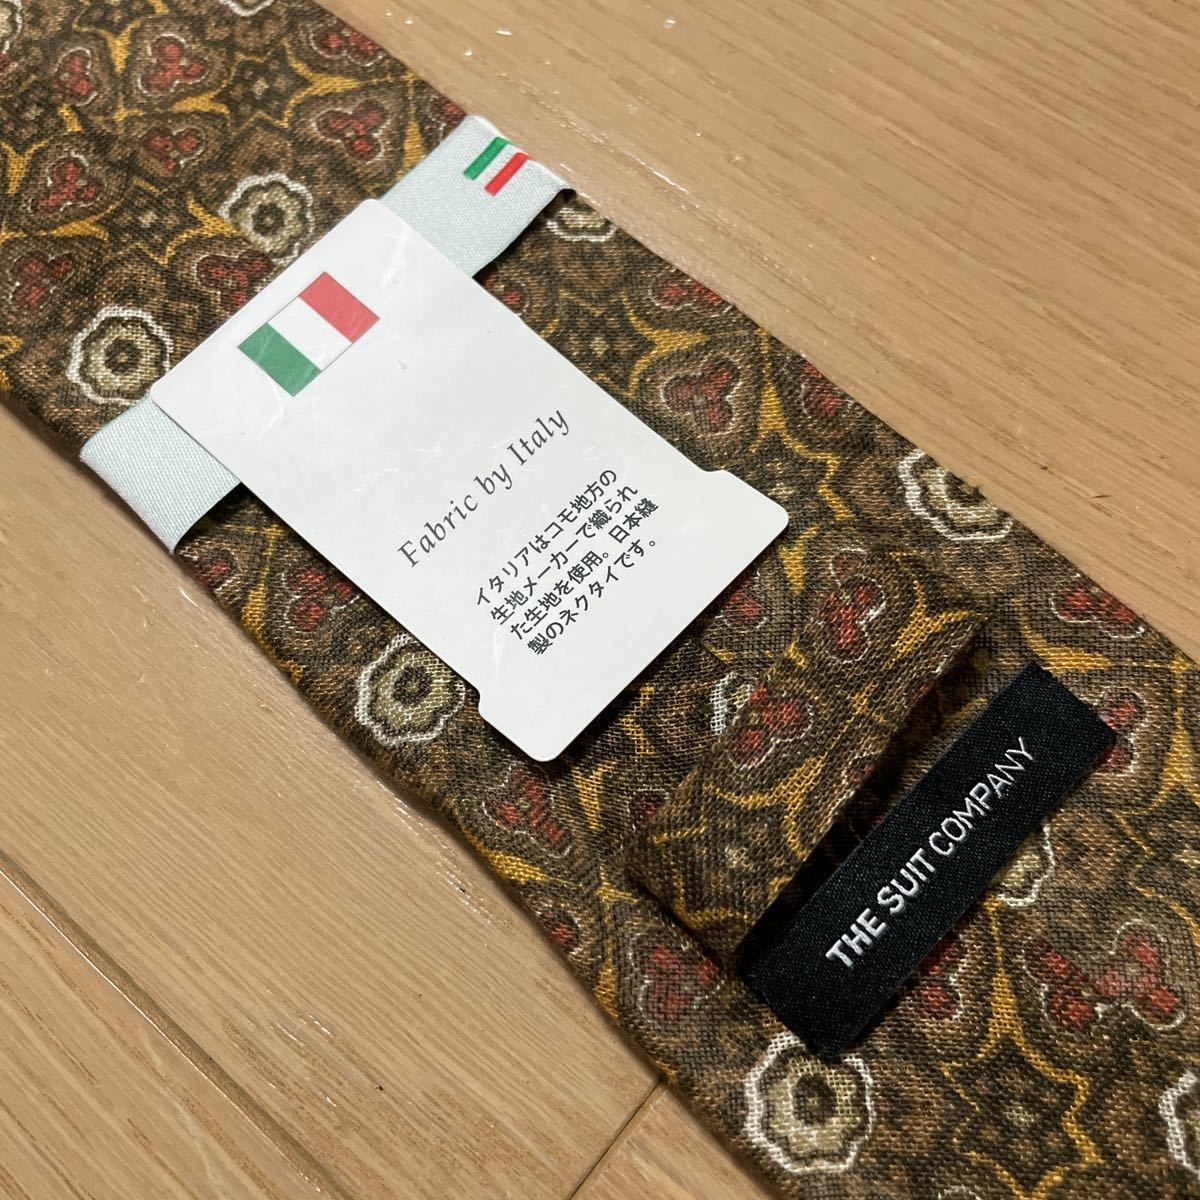 Fabric by Italy
イタリアはコモ地方の
生地メーカーで織られ
た生地を使用。日本縫
製のネクタイです。
THE SUIT COMPANY